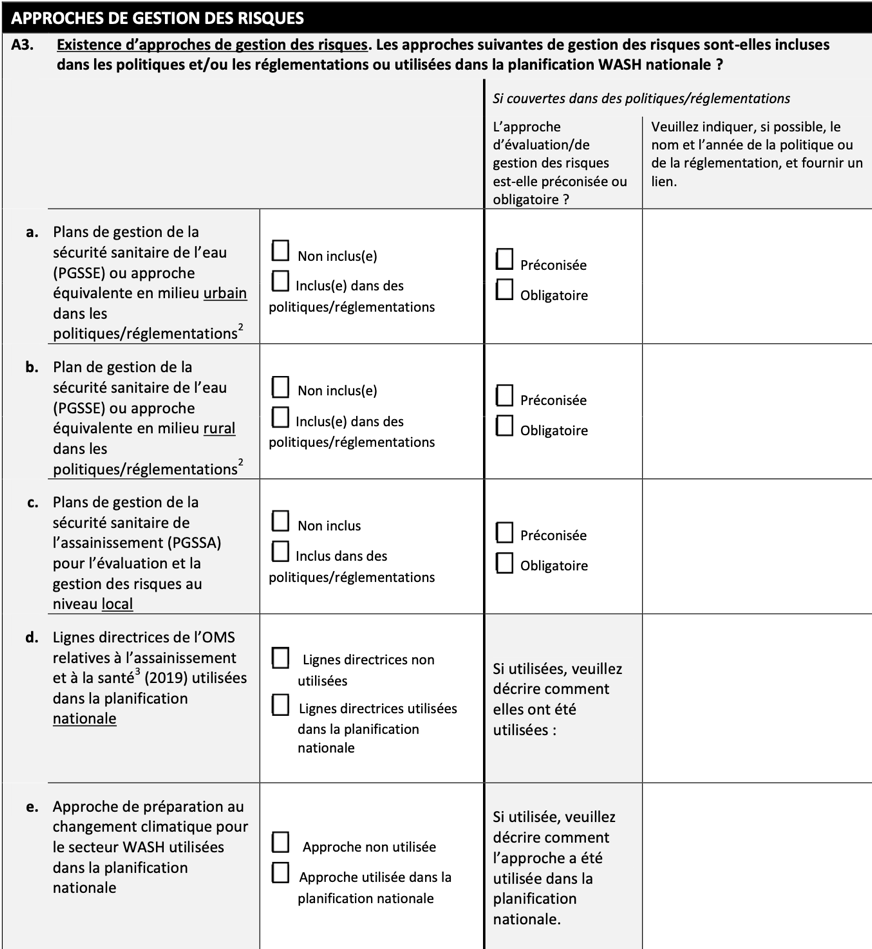 APPROCHES DE GESTION DES RISQUES
A3. Existence d’approches de gestion des risques. Les approches suivantes de gestion des risques sont-elles incluses
dans les politiques et/ou les réglementations ou utilisées dans la planification WASH nationale ?
Si couvertes dans des politiques/réglementations
L’approche
d’évaluation/de
gestion des risques
est-elle préconisée ou
obligatoire ?
Veuillez indiquer, si possible, le
nom et l’année de la politique ou
de la réglementation, et fournir un
lien.
a. Plans de gestion de la
sécurité sanitaire de l’eau
(PGSSE) ou approche
équivalente en milieu urbain
dans les
politiques/réglementations²
☐ Non inclus(e)
☐ Inclus(e) dans des
politiques/réglementations
☐ Préconisée
☐ Obligatoire
b. Plan de gestion de la
sécurité sanitaire de l’eau
(PGSSE) ou approche
équivalente en milieu rural
dans les
politiques/réglementations²
☐ Non inclus(e)
☐ Inclus(e) dans des
politiques/réglementations
☐ Préconisée
☐ Obligatoire
c. Plans de gestion de la
sécurité sanitaire de
l’assainissement (PGSSA)
pour l’évaluation et la
gestion des risques au
niveau local
☐ Non inclus
☐ Inclus dans des
politiques/réglementations
☐ Préconisée
☐ Obligatoire
d. Lignes directrices de l’OMS
relatives à l’assainissement
et à la santé³ (2019) utilisées
dans la planification
nationale
☐ Lignes directrices non
utilisées
☐ Lignes directrices utilisées
dans la planification
nationale
Si utilisées, veuillez
décrire comment
elles ont été
utilisées :
e. Approche de préparation au
changement climatique pour
le secteur WASH utilisées
dans la planification
nationale
☐ Approche non utilisée
☐ Approche utilisée dans la
planification nationale
Si utilisée, veuillez
décrire comment
l’approche a été
utilisée dans la
planification
nationale.